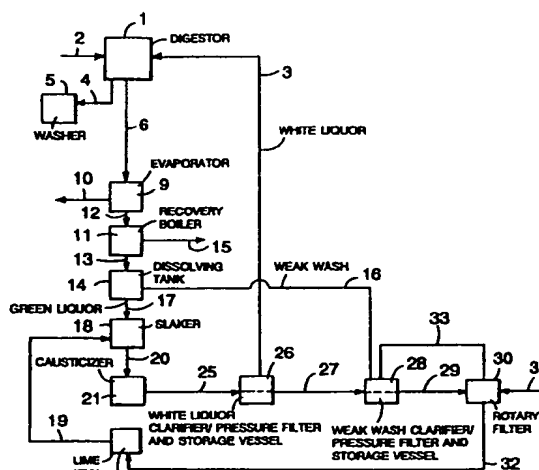 1
2
DIGESTOR
5
4
3
WASHER
6
WHITE LIQUOR
EVAPORATOR
10
9
12
RECOVERY
BOILER
11
15
13
DISSOLVING
TANK
WEAK WASH
16
14
GREEN LIQUOR
17
18
SLAKER
33
20
26
28
30
CAUSTICIZER
25
27
29
21
ROTARY
FILTER
WHITE LIQUOR
CLARIFIER/PRESSURE FILTER
AND STORAGE VESSEL
WEAK WASH CLARIFIER/
PRESSURE FILTER AND
STORAGE VESSEL
19
LIME
32